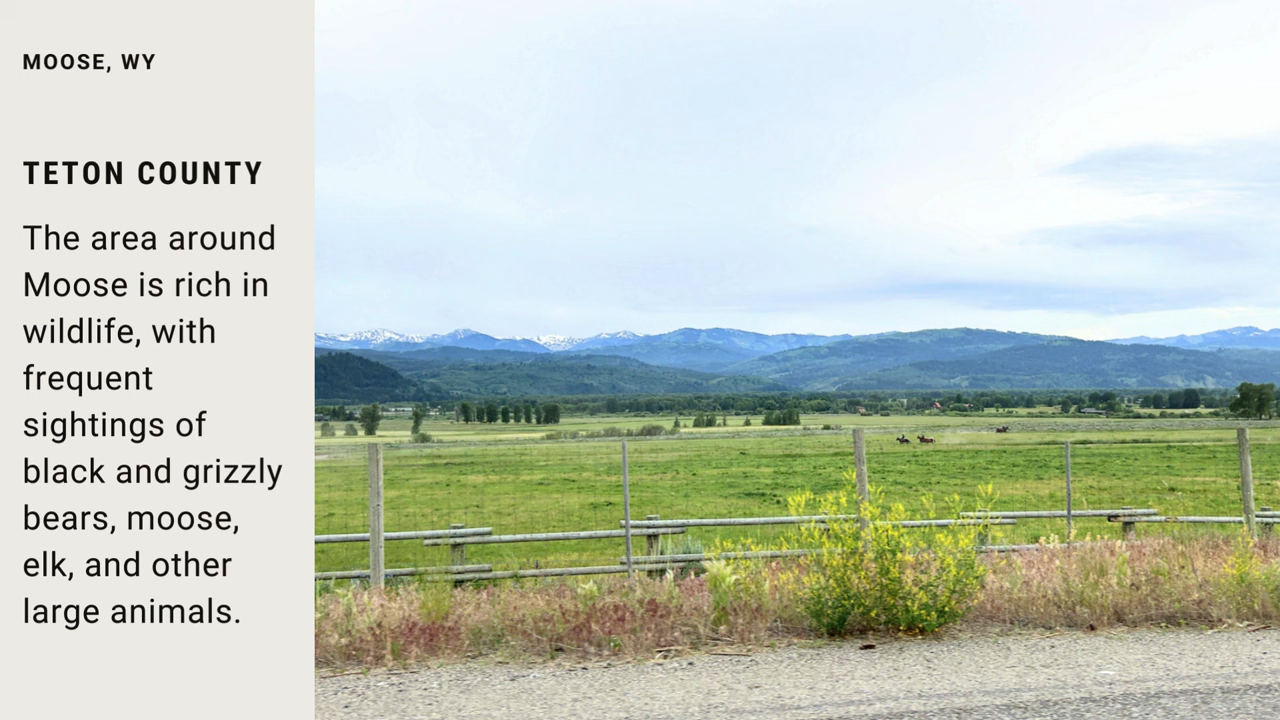 MOOSE, WY
TETON COUNTY
The area around
Moose is rich in
wildlife, with
frequent
sightings of
black and grizzly
bears, moose,
elk, and other
large animals.